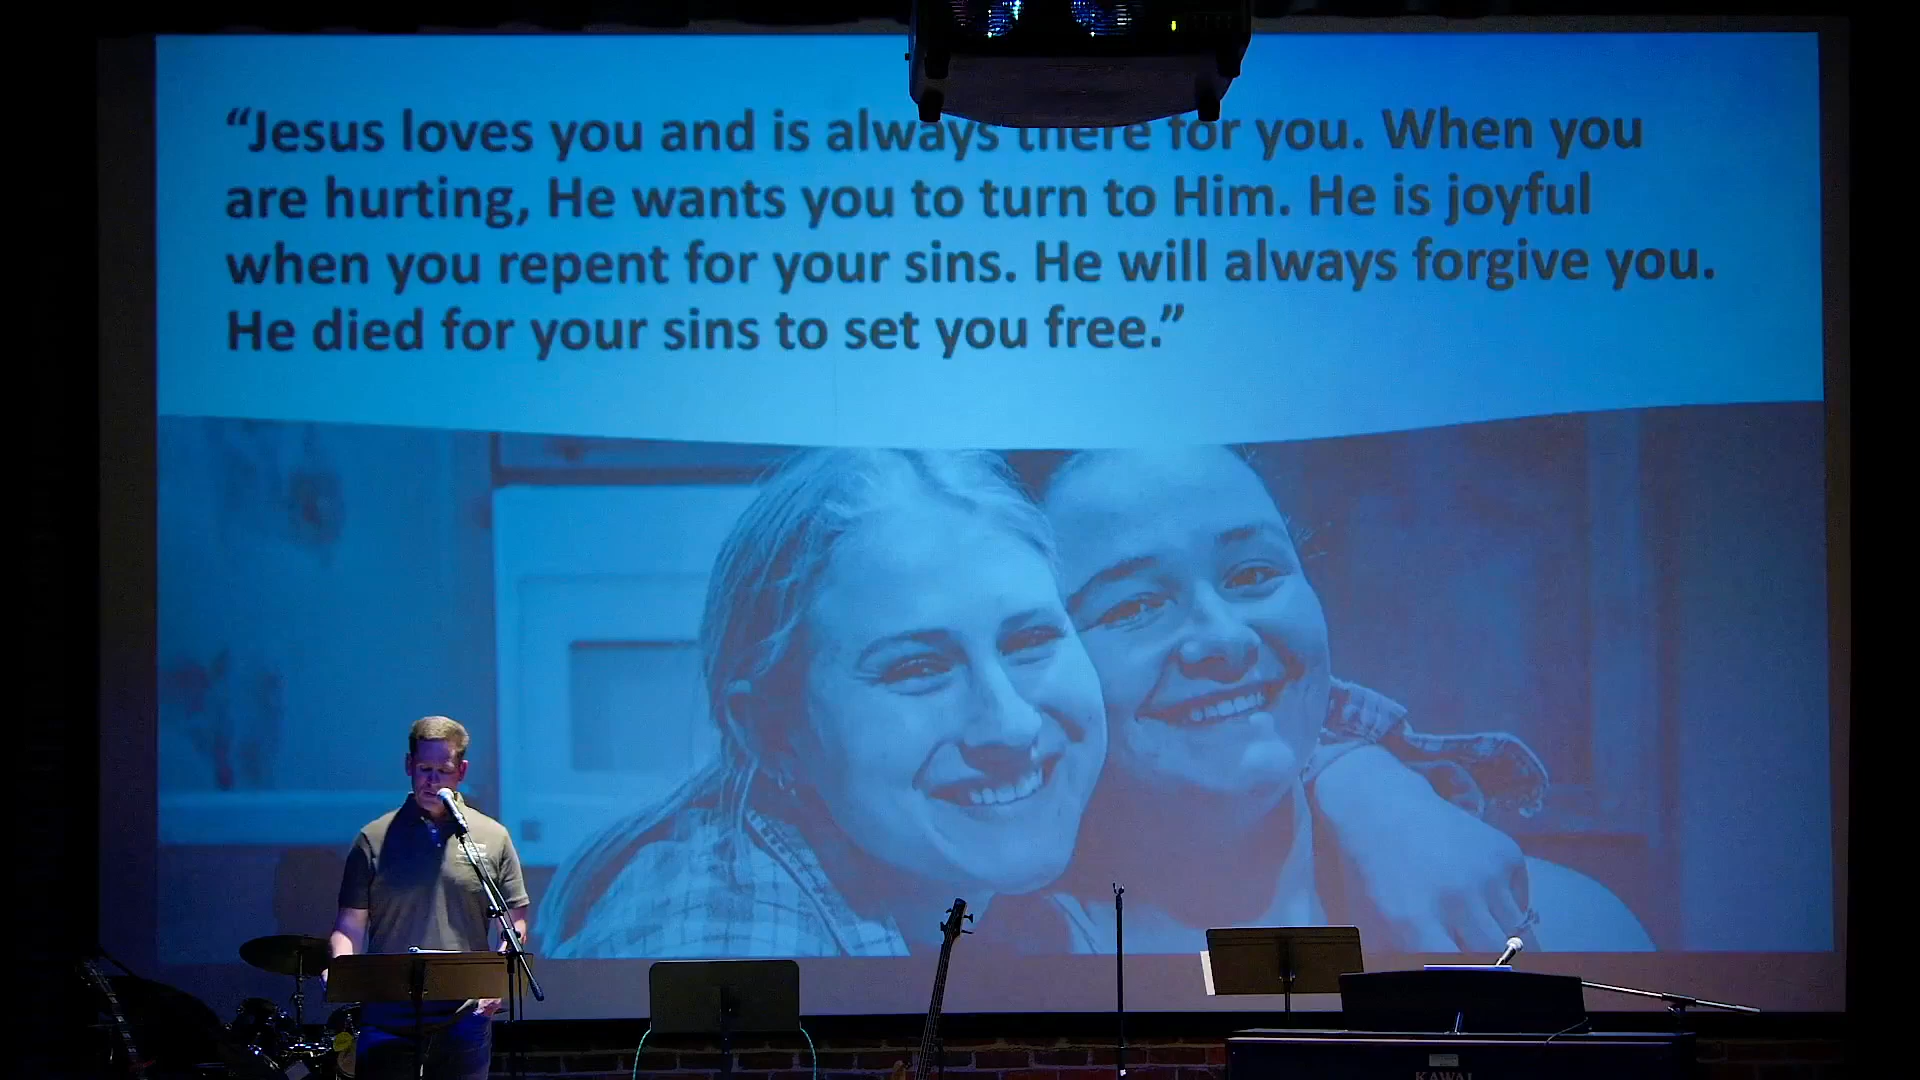 “Jesus loves you and is always there for you. When you
are hurting, He wants you to turn to Him. He is joyful
when you repent for your sins. He will always forgive you.
He died for your sins to set you free.”
KAWAI